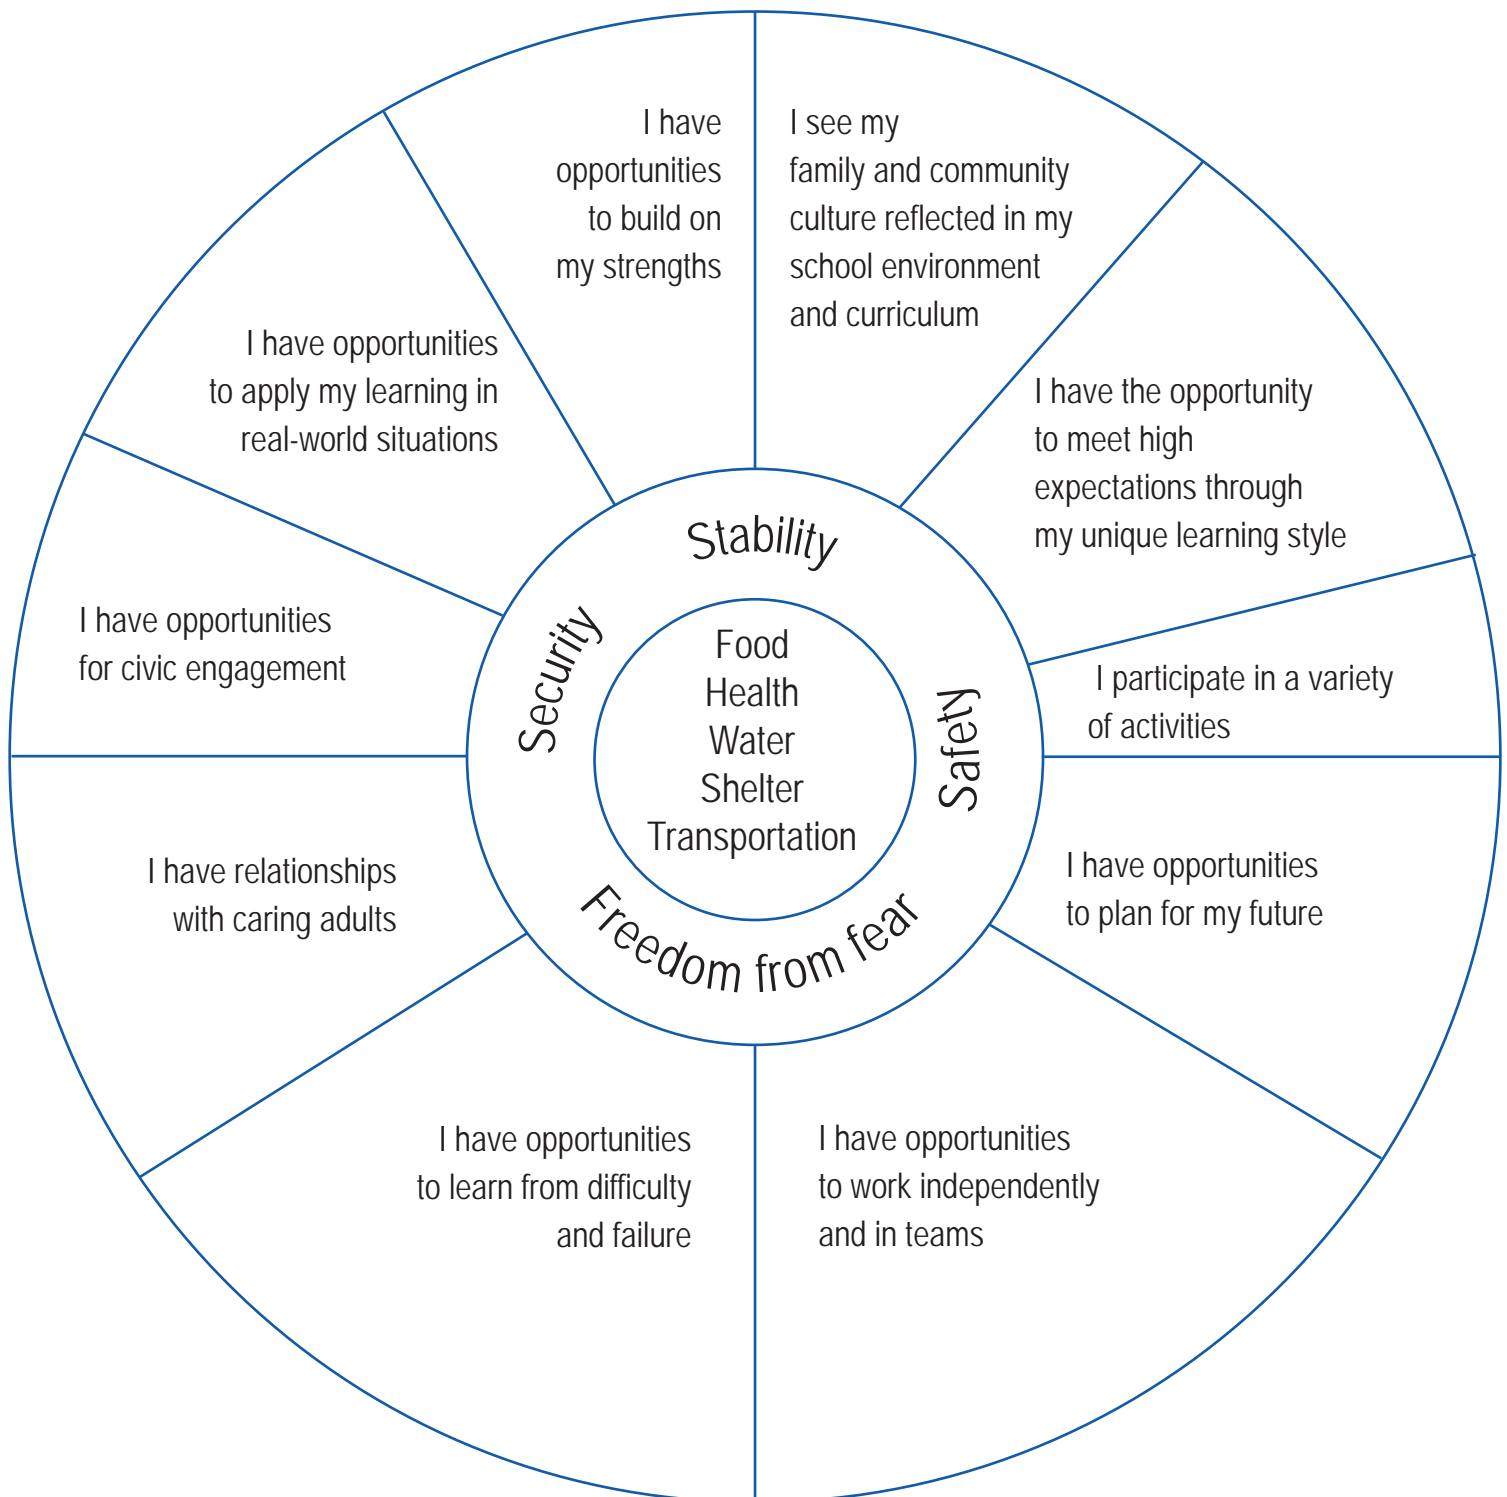 I have
opportunities
to build on
my strengths
I see my
family and community
culture reflected in my
school environment
and curriculum
I have the opportunity
to meet high
expectations through
my unique learning style
I participate in a variety
of activities
I have opportunities
to plan for my future
I have opportunities
to work independently
and in teams
I have opportunities
to learn from difficulty
and failure
I have relationships
with caring adults
I have opportunities
for civic engagement
I have opportunities
to apply my learning in
real-world situations
Stability
Safety
Freedom from fear
Security
Food
Health
Water
Shelter
Transportation